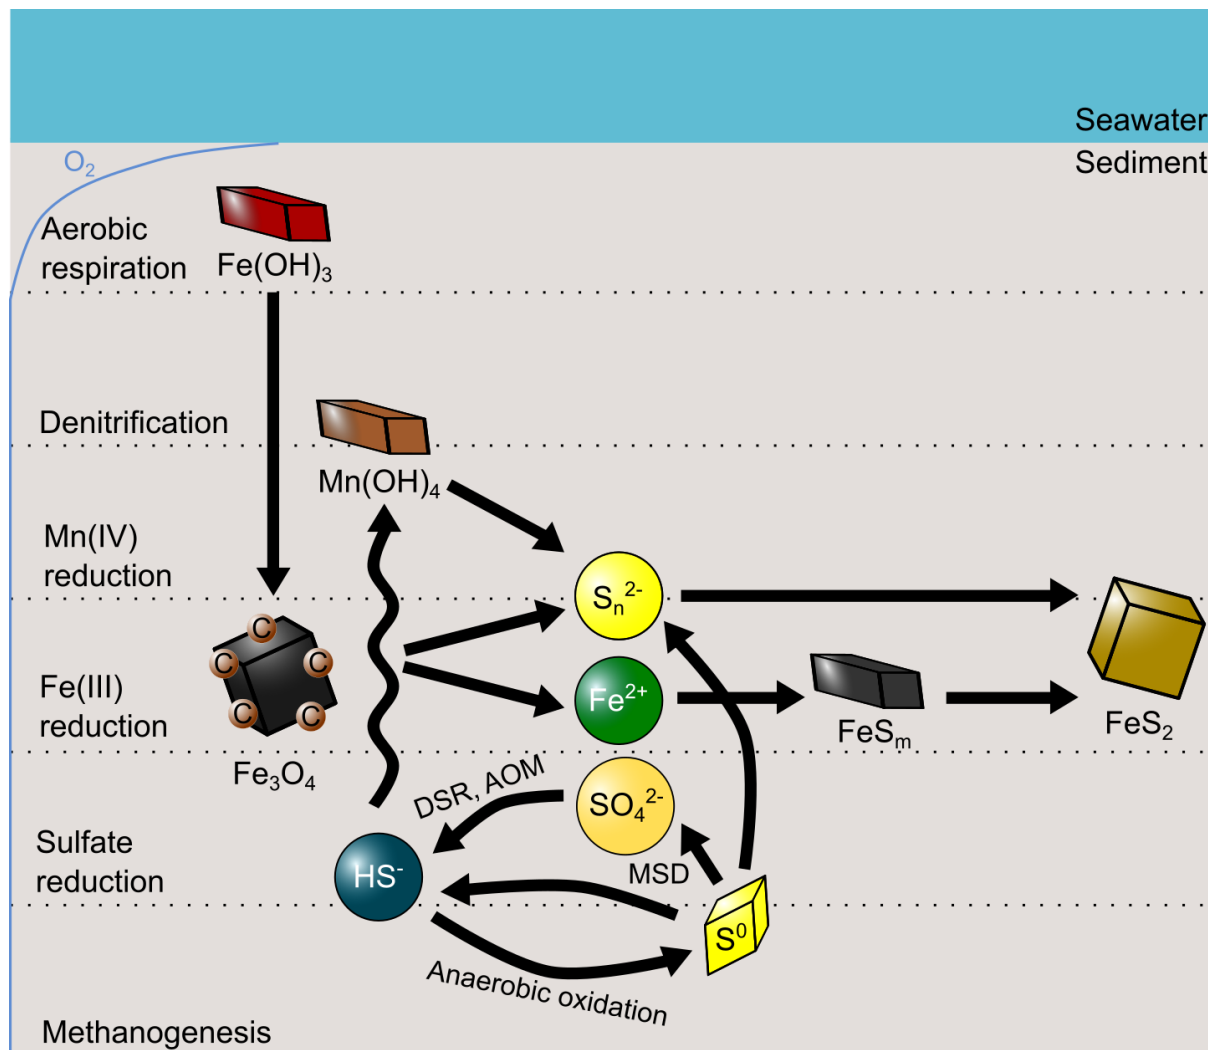 Seawater
Sediment
O₂
Aerobic
respiration
Fe(OH)₃
Denitrification
Mn(OH)₄
Mn(IV)
reduction
Sₙ²⁻
C
C
C
C
C
Fe(III)
reduction
Fe²⁺
FeSₘ
FeS₂
Fe₃O₄
DSR, AOM
SO₄²⁻
Sulfate
reduction
HS⁻
MSD
S⁰
Anaerobic oxidation
Methanogenesis